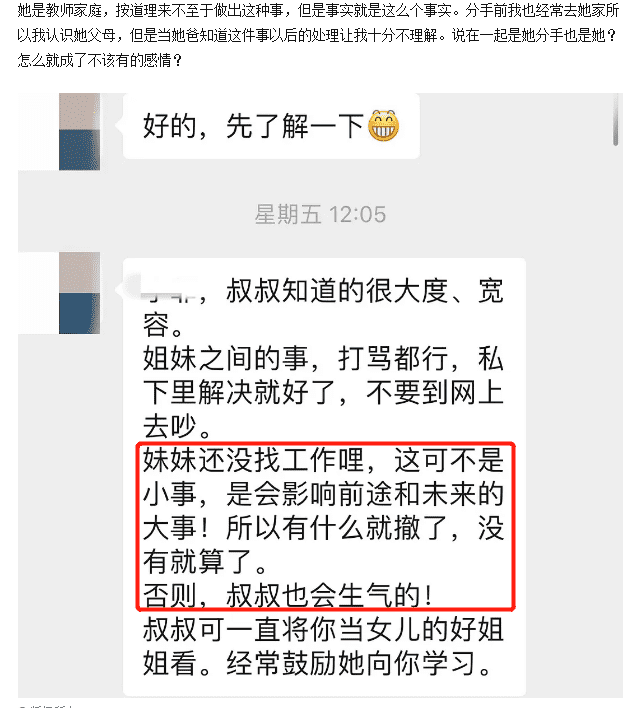 她是教师家庭，按道理来不至于做出这种事，但是事实就是这么个事实。分手前我也经常去她家所
以我认识她父母，但是当她爸知道这件事以后的处理让我十分不理解。说在一起是她分手也是她？
怎么就成了不该有的感情？
好的，先了解一下😁
星期五 12:05
，叔叔知道的很大度、宽
容。
姐妹之间的事，打骂都行，私
下里解决就好了，不要到网上
去吵。
妹妹还没找工作哩，这可不是
小事，是会影响前途和未来的
大事！所以有什么就撤了，没
有就算了。
否则，叔叔也会生气的！
叔叔可一直将你当女儿的好姐
姐看。经常鼓励她向你学习。